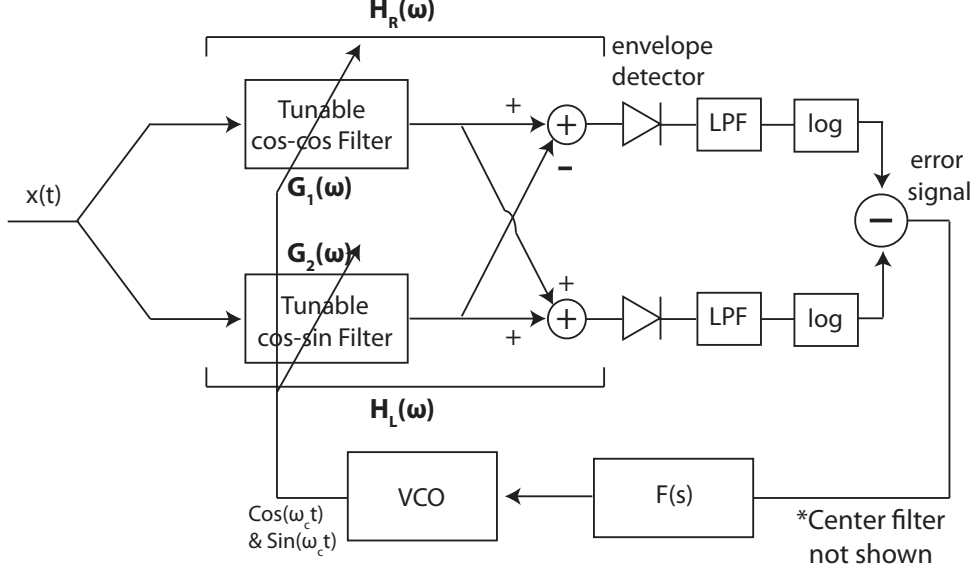 H_R(ω)
envelope
detector
Tunable
cos-cos Filter
+
+
-
LPF
log
x(t)
G_1(ω)
error
signal
−
G_2(ω)
Tunable
cos-sin Filter
+
+
+
LPF
log
H_L(ω)
VCO
F(s)
Cos(ω_c t)
& Sin(ω_c t)
*Center filter
not shown